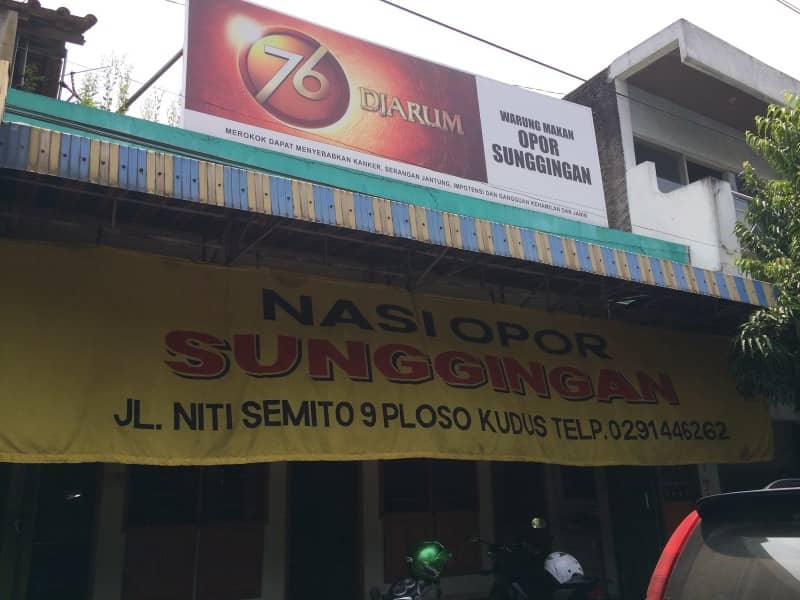 76
DJARUM
WARUNG MAKAN
OPOR
SUNGGINGAN
MEROKOK DAPAT MENYEBABKAN KANKER, SERANGAN JANTUNG, IMPOTENSI DAN GANGGUAN KEHAMILAN DAN JANIN
NASI OPOR
SUNGGINGAN
JL. NITI SEMITO 9 PLOSO KUDUS TELP. 0291446262